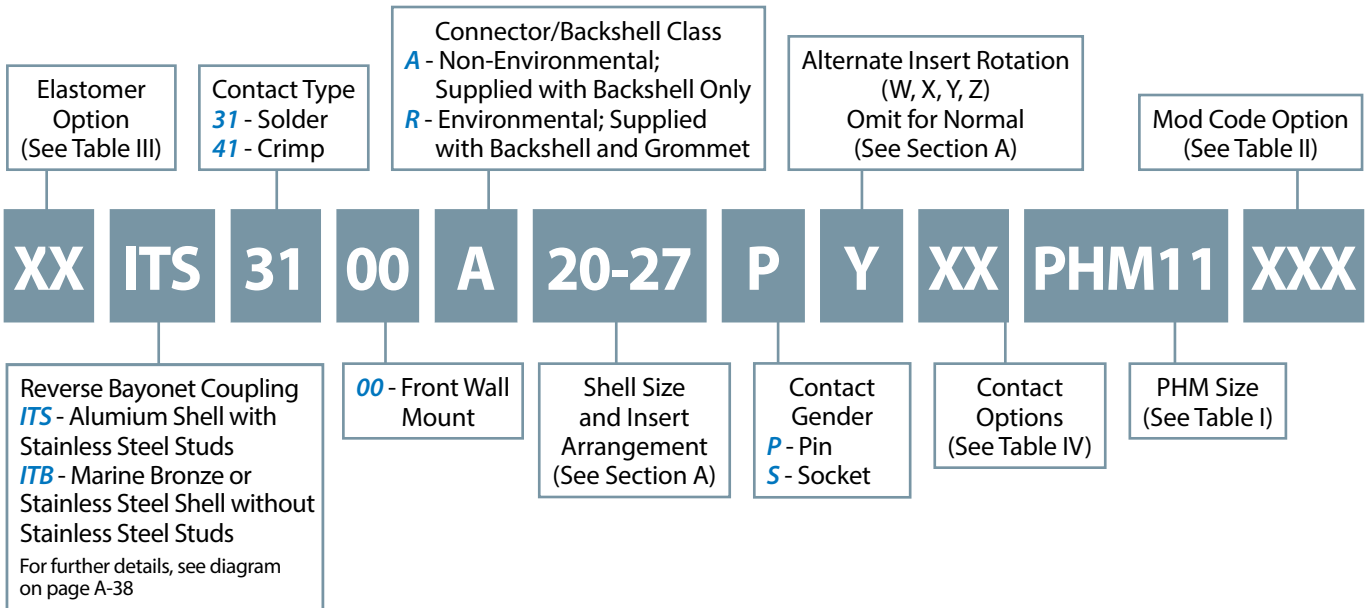 Elastomer
Option
(See Table III)
Contact Type
31 - Solder
41 - Crimp
Connector/Backshell Class
A - Non-Environmental;
Supplied with Backshell Only
R - Environmental; Supplied
with Backshell and Grommet
Alternate Insert Rotation
(W, X, Y, Z)
Omit for Normal
(See Section A)
Mod Code Option
(See Table II)
XX ITS 31 00 A 20-27 P Y XX PHM11 XXX
Reverse Bayonet Coupling
ITS - Alumium Shell with
Stainless Steel Studs
ITB - Marine Bronze or
Stainless Steel Shell without
Stainless Steel Studs
For further details, see diagram
on page A-38
00 - Front Wall
Mount
Shell Size
and Insert
Arrangement
(See Section A)
Contact
Gender
P - Pin
S - Socket
Contact
Options
(See Table IV)
PHM Size
(See Table I)